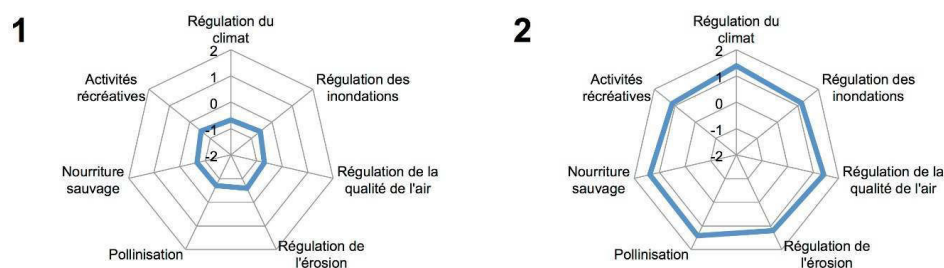 1
Régulation du
climat
2
1
0
-1
-2
Régulation des
inondations
Régulation de la
qualité de l'air
Régulation de
l'érosion
Pollinisation
Nourriture
sauvage
Activités
récréatives
2
Régulation du
climat
2
1
0
-1
-2
Régulation des
inondations
Régulation de la
qualité de l'air
Régulation de
l'érosion
Pollinisation
Nourriture
sauvage
Activités
récréatives